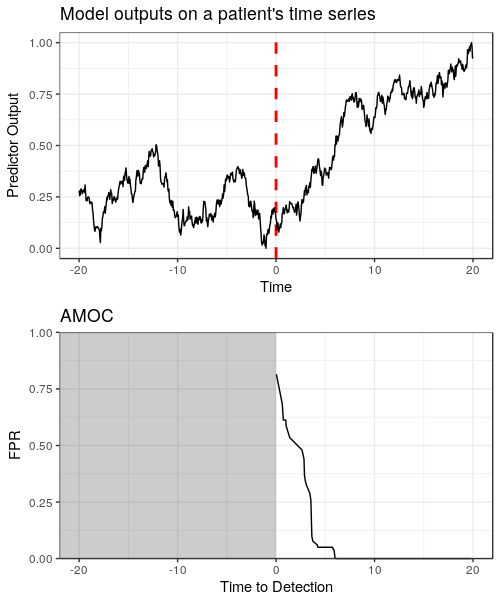 Model outputs on a patient's time series
1.00
0.75
0.50
0.25
0.00
Predictor Output
-20 -10 0 10 20
Time
AMOC
1.00
0.75
0.50
0.25
0.00
FPR
-20 -10 0 10 20
Time to Detection